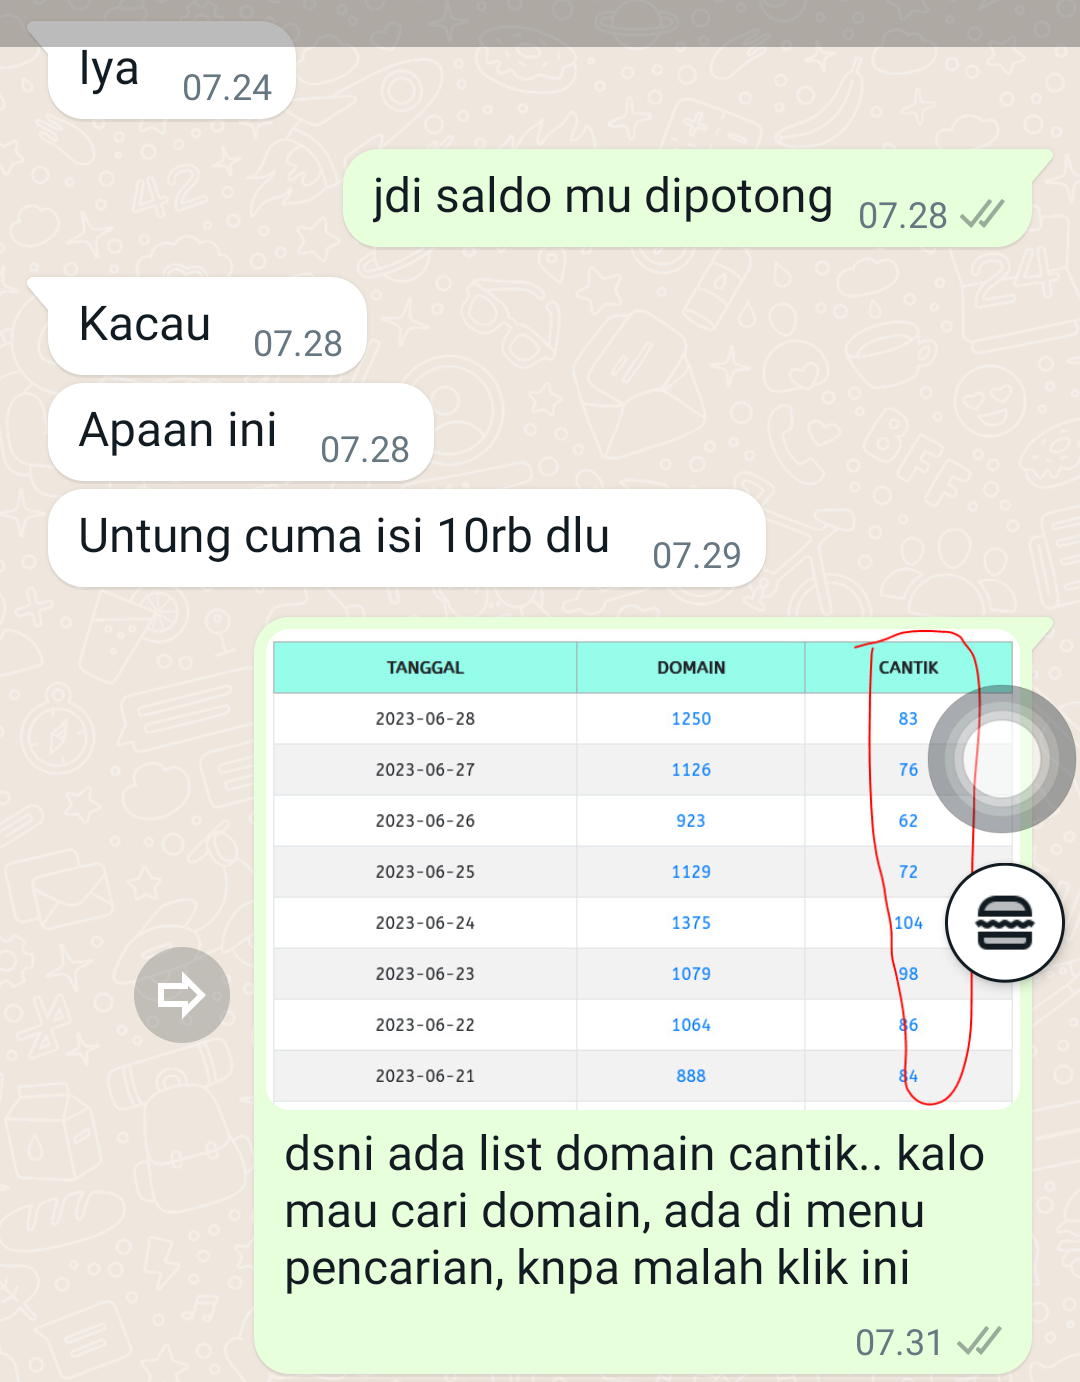 Iya 07.24
jdi saldo mu dipotong 07.28
Kacau 07.28
Apaan ini 07.28
Untung cuma isi 10rb dlu 07.29
TANGGAL DOMAIN CANTIK
2023-06-28 1250 83
2023-06-27 1126 76
2023-06-26 923 62
2023-06-25 1129 72
2023-06-24 1375 104
2023-06-23 1079 98
2023-06-22 1064 86
2023-06-21 888 84
dsni ada list domain cantik.. kalo
mau cari domain, ada di menu
pencarian, knpa malah klik ini
07.31